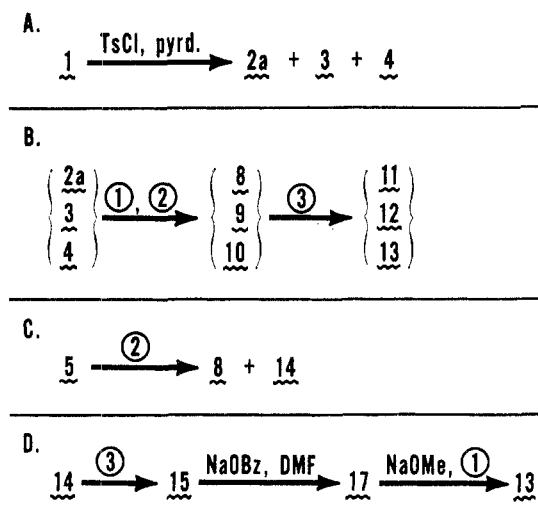 A.
1 TsCl, pyrd. 2a + 3 + 4
B.
2a 8 11
3 ①, ② 9 ③ 12
4 10 13
C.
5 ② 8 + 14
D.
14 ③ 15 NaOBz, DMF 17 NaOMe, ① 13